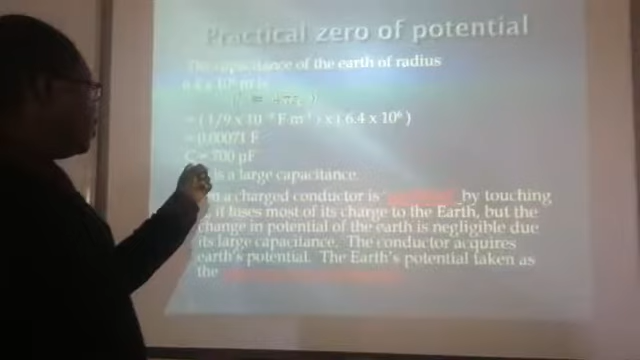 Practical zero of potential
The capacitance of the earth of radius
6.4 x 10⁶ m is
= 4πε₀
= ( 1/9 x 10⁻⁹ F m⁻¹ ) x ( 6.4 x 10⁶ )
= 0.00071 F
C = 700 µF
is a large capacitance.
a charged conductor is by touching
it loses most of its charge to the Earth, but the
change in potential of the earth is negligible due
its large capacitance. The conductor acquires
earth's potential. The Earth's potential taken as
the